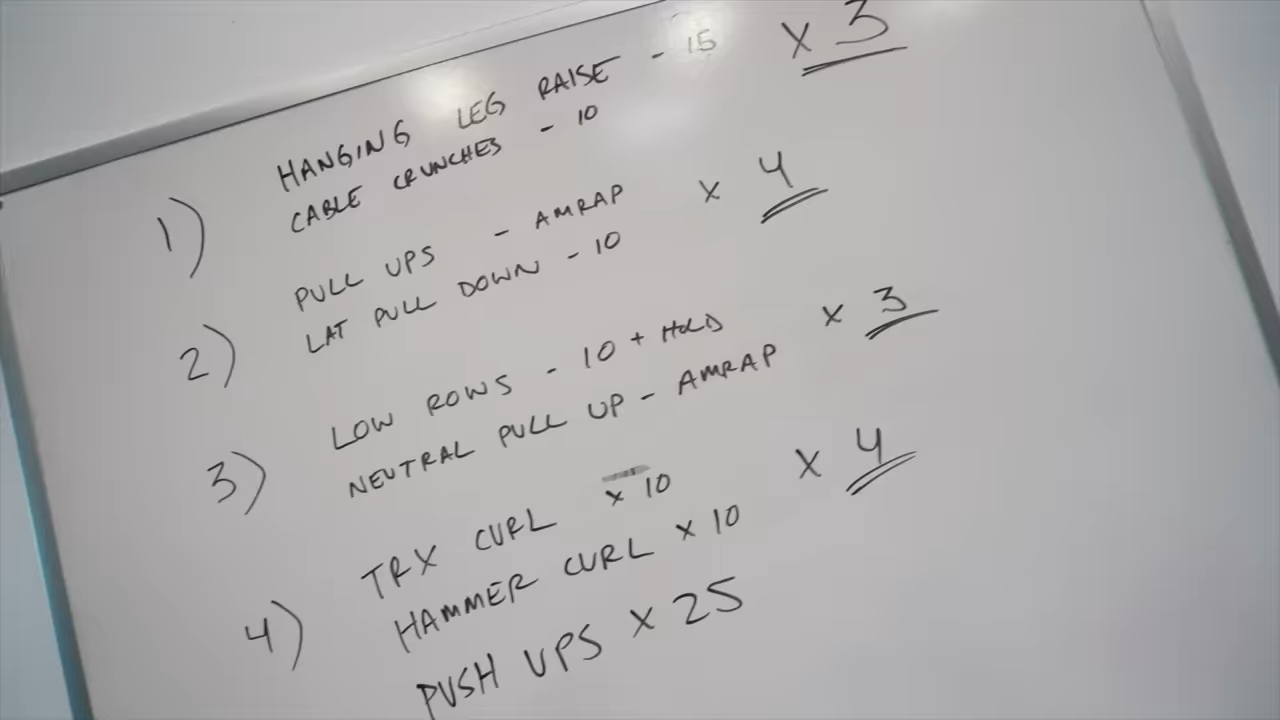 1) HANGING LEG RAISE - 15 x 3
CABLE CRUNCHES - 10
2) PULL UPS - AMRAP x 4
LAT PULL DOWN - 10
3) LOW ROWS - 10 + HOLD x 3
NEUTRAL PULL UP - AMRAP
4) TRX CURL x 10 x 4
HAMMER CURL x 10
PUSH UPS x 25